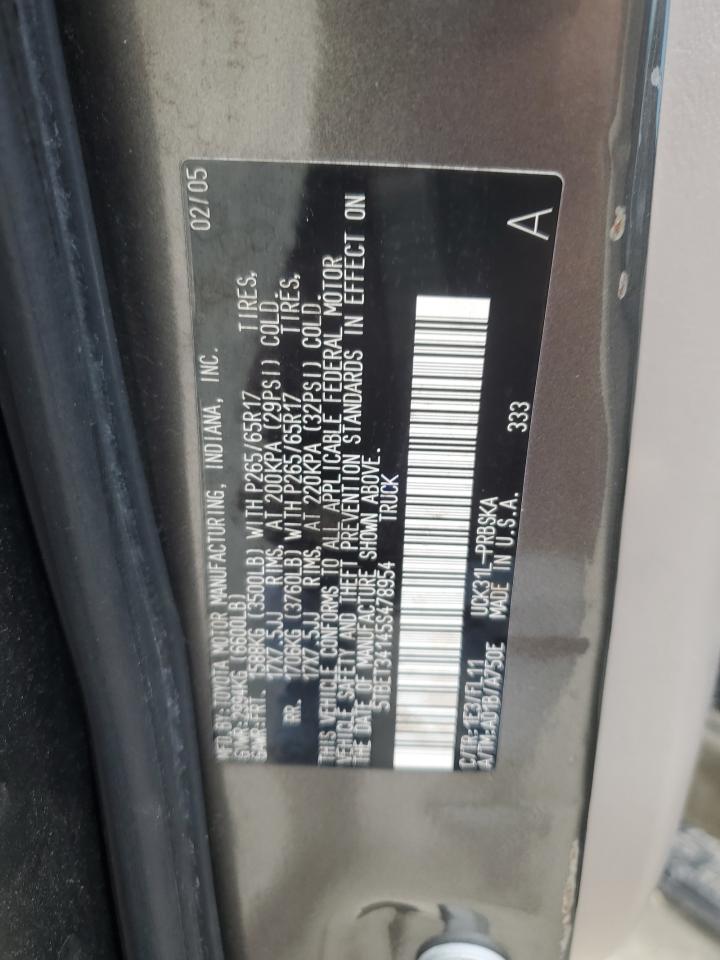 MFD BY: TOYOTA MOTOR MANUFACTURING, INDIANA, INC. 02/05
GVWR: 2994KG (6600LB)
GAWR: FRT. 1588KG (3500LB) WITH P265/65R17 TIRES,
17X7.5JJ RIMS, AT 200KPA (29PSI) COLD.
RR. 1706KG (3760LB) WITH P265/65R17 TIRES,
17X7.5JJ RIMS, AT 220KPA (32PSI) COLD.
THIS VEHICLE CONFORMS TO ALL APPLICABLE FEDERAL MOTOR
VEHICLE SAFETY AND THEFT PREVENTION STANDARDS IN EFFECT ON
THE DATE OF MANUFACTURE SHOWN ABOVE.
5TBET34145S478954 TRUCK
C/TR: 1E3/FL11 UCK31L-PRBSKA
A/TM: A01B/A750E MADE IN U.S.A. 333 A